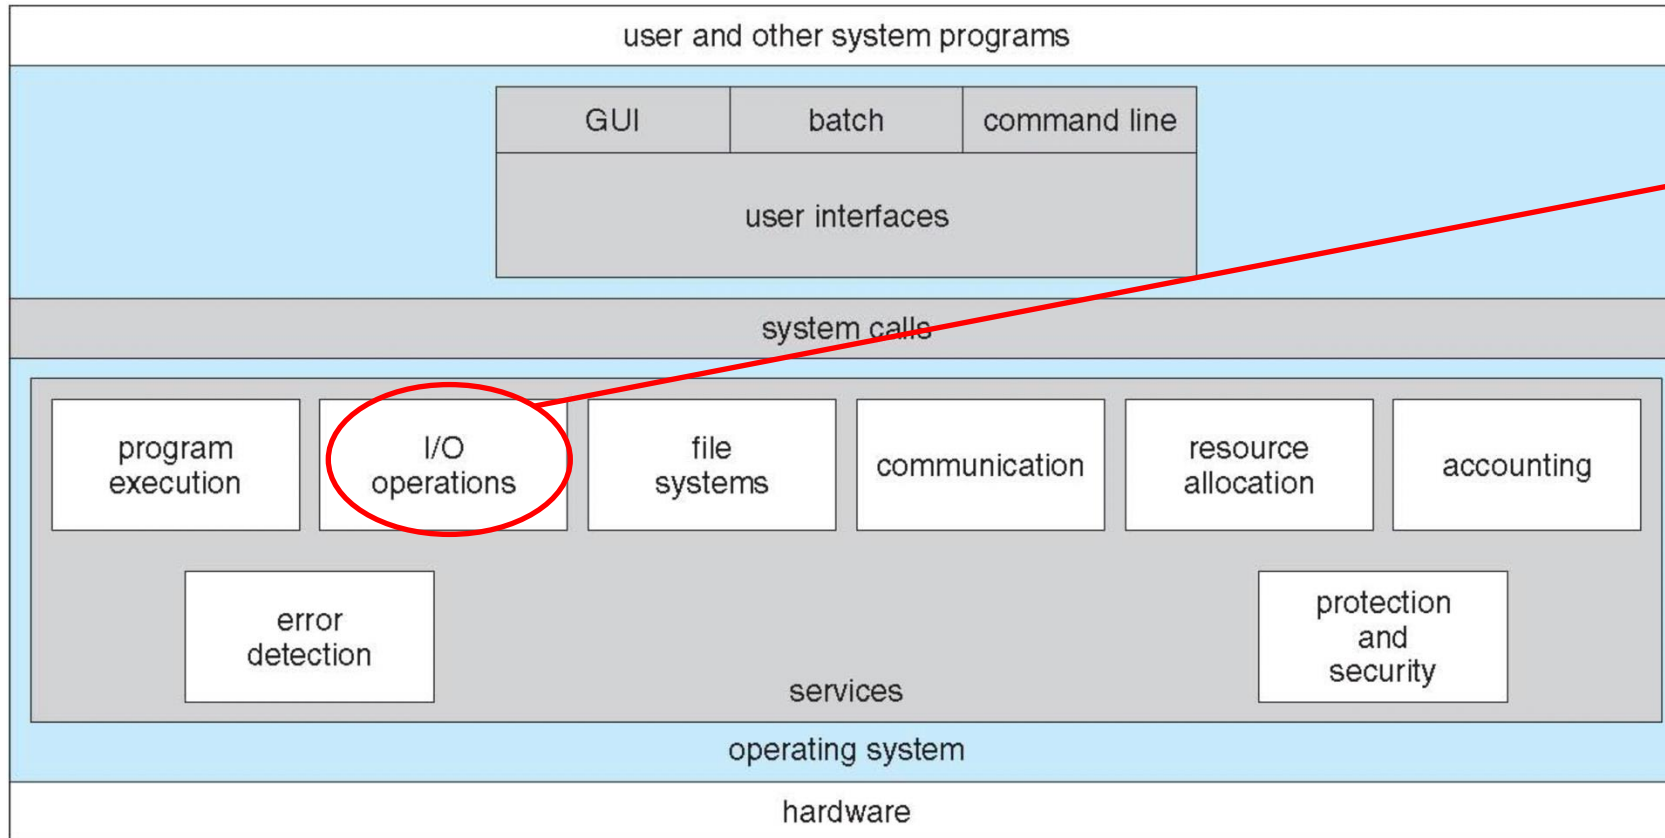 user and other system programs
GUI
batch
command line
user interfaces
system calls
program
execution
I/O
operations
file
systems
communication
resource
allocation
accounting
error
detection
protection
and
security
services
operating system
hardware